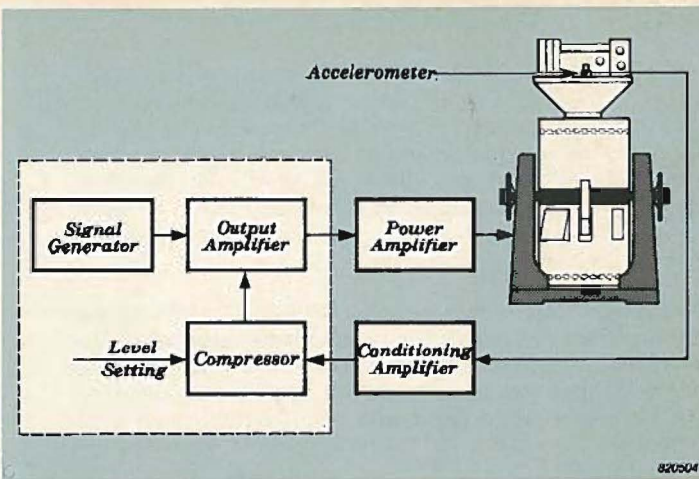 Accelerometer
Signal
Generator
Output
Amplifier
Power
Amplifier
Level
Setting
Compressor
Conditioning
Amplifier
820504